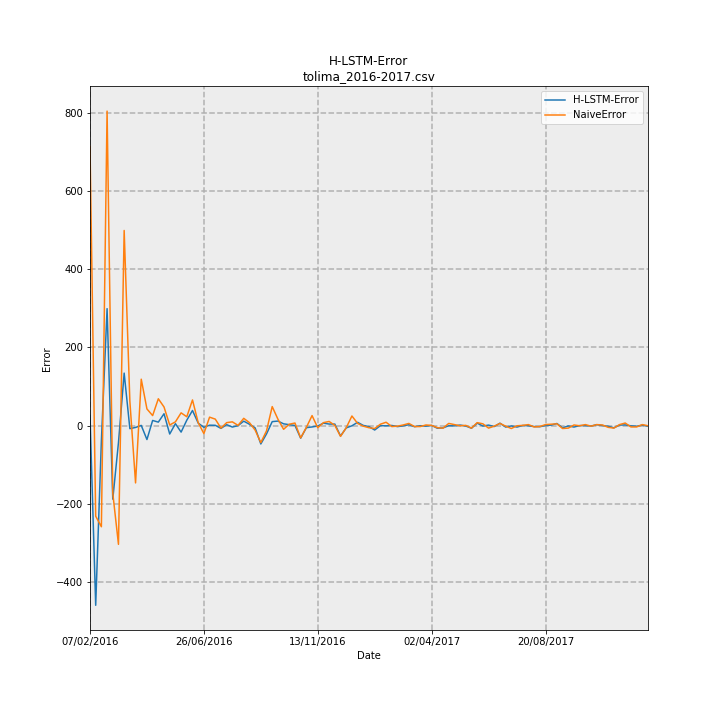 H-LSTM-Error
tolima_2016-2017.csv
H-LSTM-Error
NaiveError
800
600
400
200
0
−200
−400
Error
07/02/2016
26/06/2016
13/11/2016
02/04/2017
20/08/2017
Date